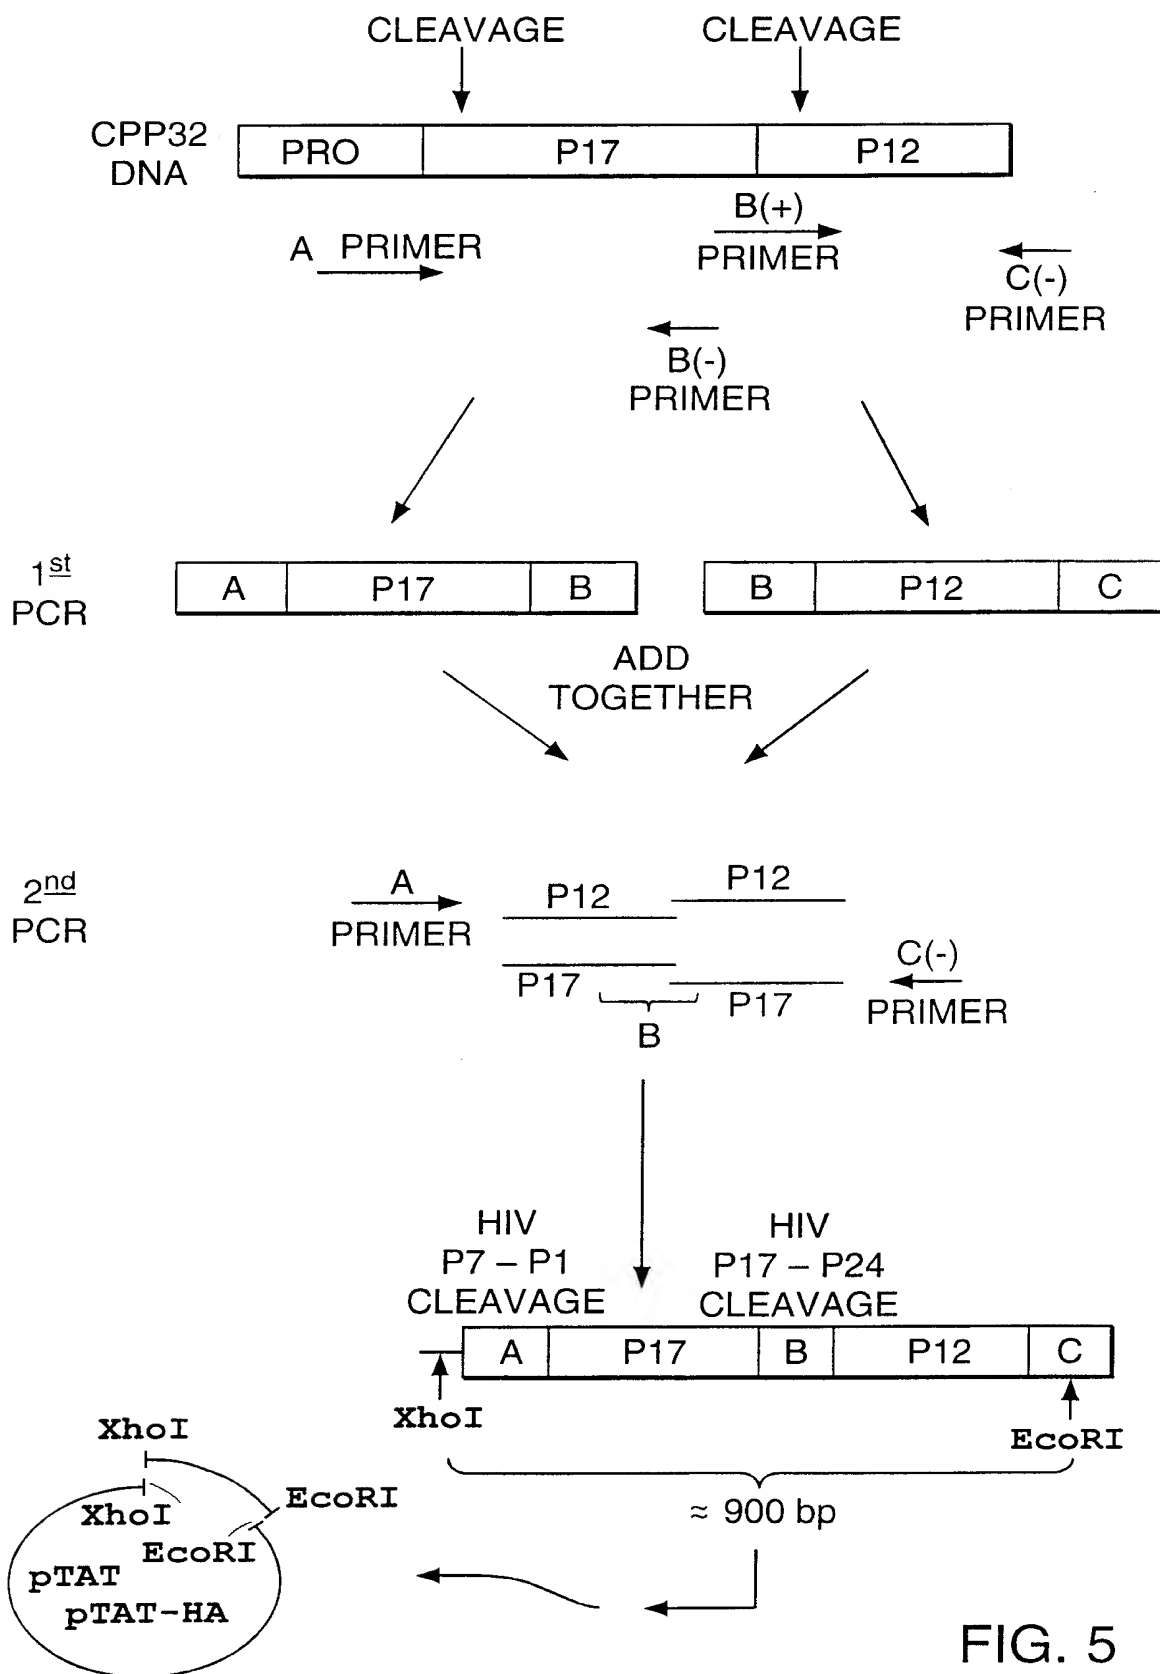 CLEAVAGE CLEAVAGE
CPP32
DNA
PRO P17 P12
B(+)
PRIMER
A PRIMER
C(-)
PRIMER
B(-)
PRIMER
1st
PCR
A P17 B B P12 C
ADD
TOGETHER
2nd
PCR
A
PRIMER
P12 P12
P17 P17
B
C(-)
PRIMER
HIV
P7 – P1
CLEAVAGE
HIV
P17 – P24
CLEAVAGE
A P17 B P12 C
XhoI
EcoRI
≈ 900 bp
XhoI
EcoRI
XhoI
EcoRI
pTAT
pTAT-HA
FIG. 5